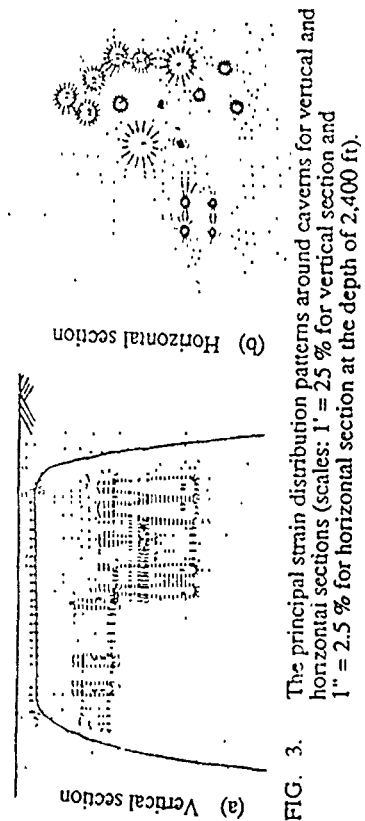 (a) Vertical section
(b) Horizontal section
FIG. 3. The principal strain distribution patterns around caverns for vertical and
horizontal sections (scales: 1' = 25 % for vertical section and
1" = 2.5 % for horizontal section at the depth of 2,400 ft).